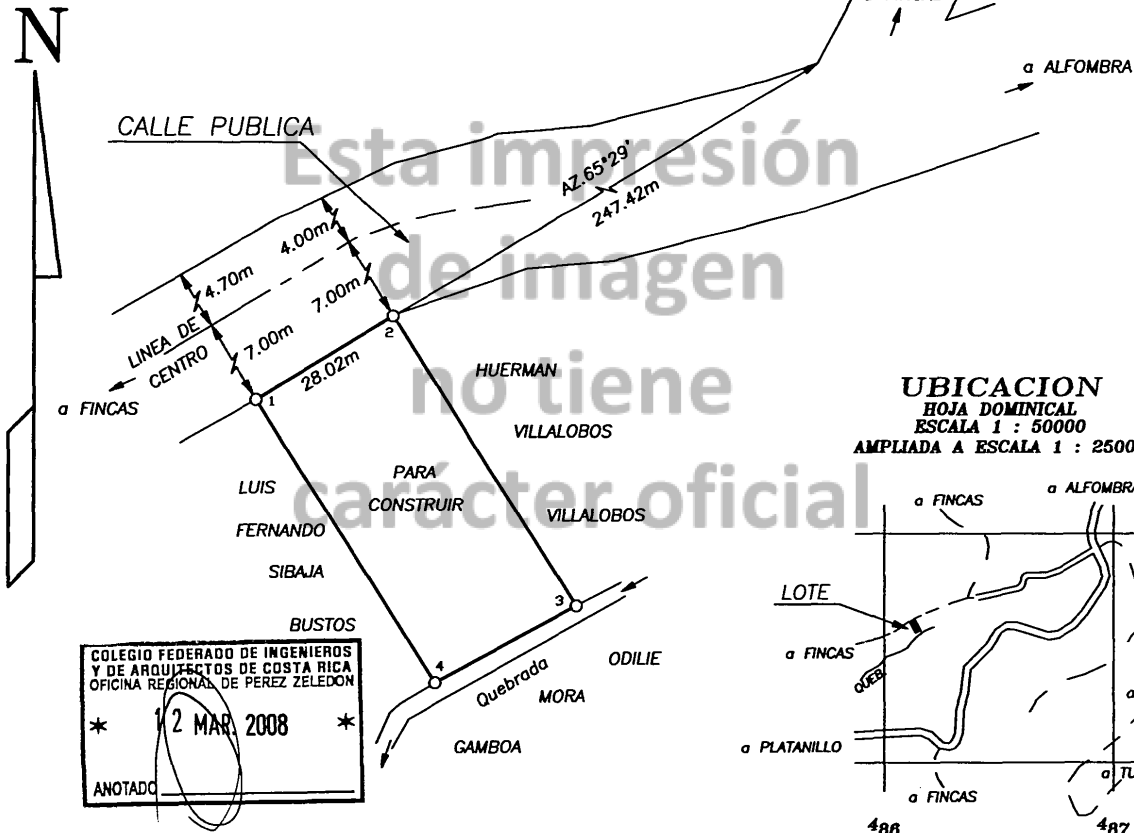 N
a ALFOMBRA
CALLE PUBLICA
Esta impresión
de imagen
no tiene
carácter oficial
AZ.65°29'
247.42m
4.00m
4.70m
7.00m
7.00m
LINEA DE
CENTRO
28.02m
a FINCAS
1
2
3
4
HUERMAN
VILLALOBOS
VILLALOBOS
PARA
CONSTRUIR
LUIS
FERNANDO
SIBAJA
BUSTOS
Quebrada
ODILIE
MORA
GAMBOA
COLEGIO FEDERADO DE INGENIEROS
Y DE ARQUITECTOS DE COSTA RICA
OFICINA REGIONAL DE PEREZ ZELEDON
* 12 MAR. 2008 *
ANOTADO
UBICACION
HOJA DOMINICAL
ESCALA 1 : 50000
AMPLIADA A ESCALA 1 : 2500
a FINCAS
a ALFOMBRA
LOTE
a FINCAS
QUEB.
a PLATANILLO
a FINCAS
a TU
486
487